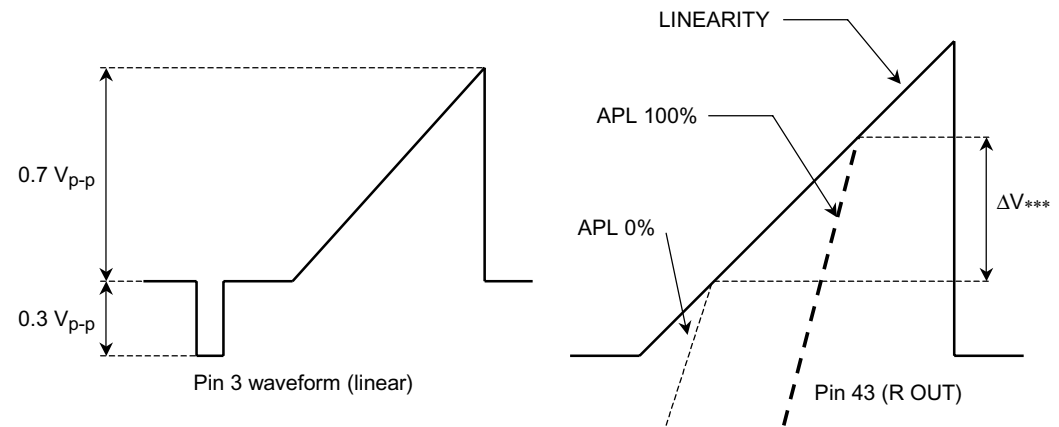 LINEARITY
APL 100%
0.7 Vp-p
ΔV***
APL 0%
0.3 Vp-p
Pin 3 waveform (linear)
Pin 43 (R OUT)